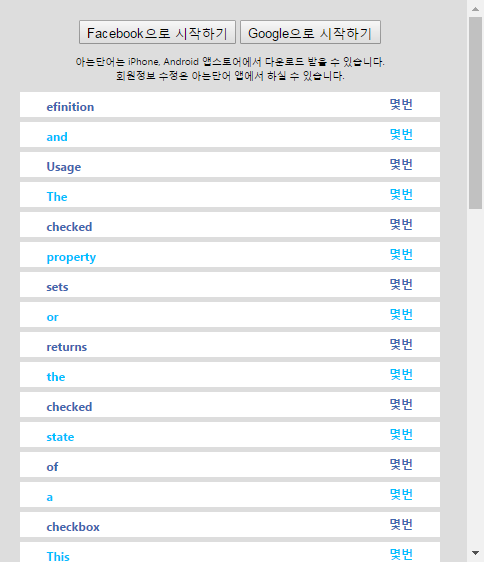 Facebook으로 시작하기 Google으로 시작하기
아는단어는 iPhone, Android 앱스토어에서 다운로드 받을 수 있습니다.
회원정보 수정은 아는단어 앱에서 하실 수 있습니다.
efinition 몇번
and 몇번
Usage 몇번
The 몇번
checked 몇번
property 몇번
sets 몇번
or 몇번
returns 몇번
the 몇번
checked 몇번
state 몇번
of 몇번
a 몇번
checkbox 몇번
This 몇번